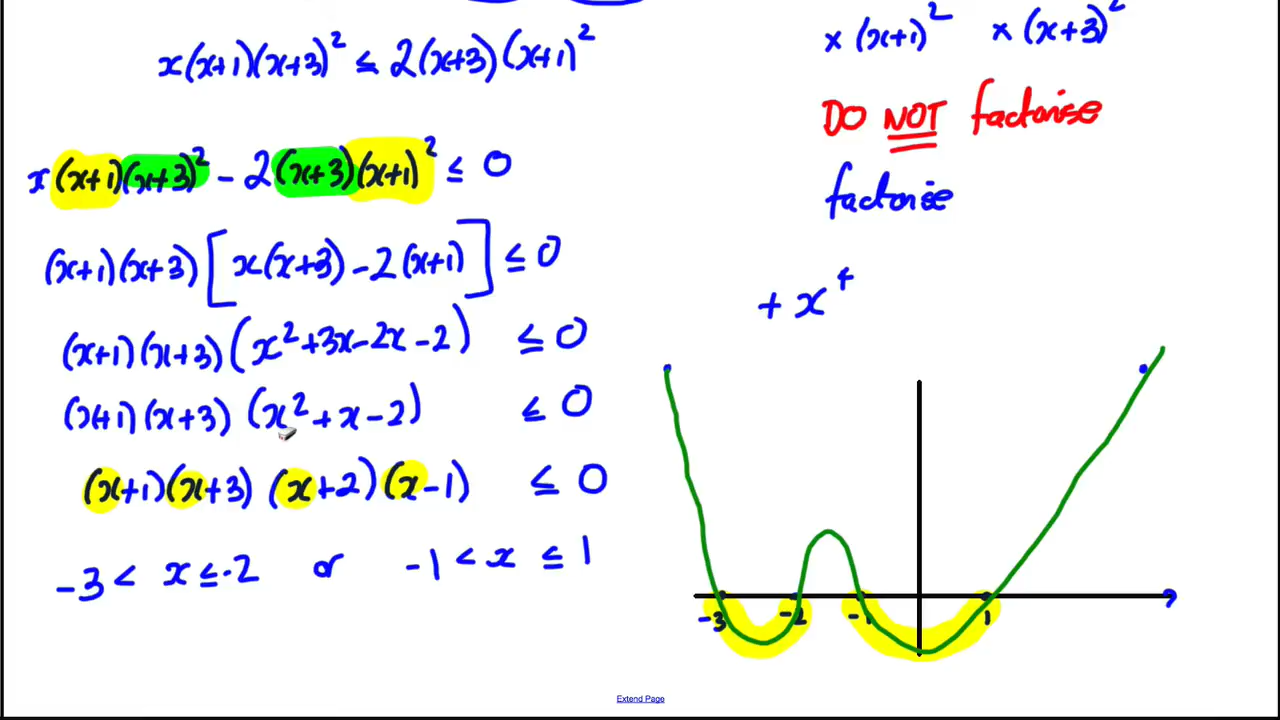 x(x+1)(x+3)² ≤ 2(x+3)(x+1)²
x(x+1)(x+3)² - 2(x+3)(x+1)² ≤ 0
(x+1)(x+3)[x(x+3) - 2(x+1)] ≤ 0
(x+1)(x+3)(x²+3x-2x-2) ≤ 0
(x+1)(x+3)(x²+x-2) ≤ 0
(x+1)(x+3)(x+2)(x-1) ≤ 0
-3 < x ≤ -2 or -1 < x ≤ 1
×(x+1)² ×(x+3)²
DO NOT factorise
factorise
+x⁴
-3 -2 -1 1
Extend Page